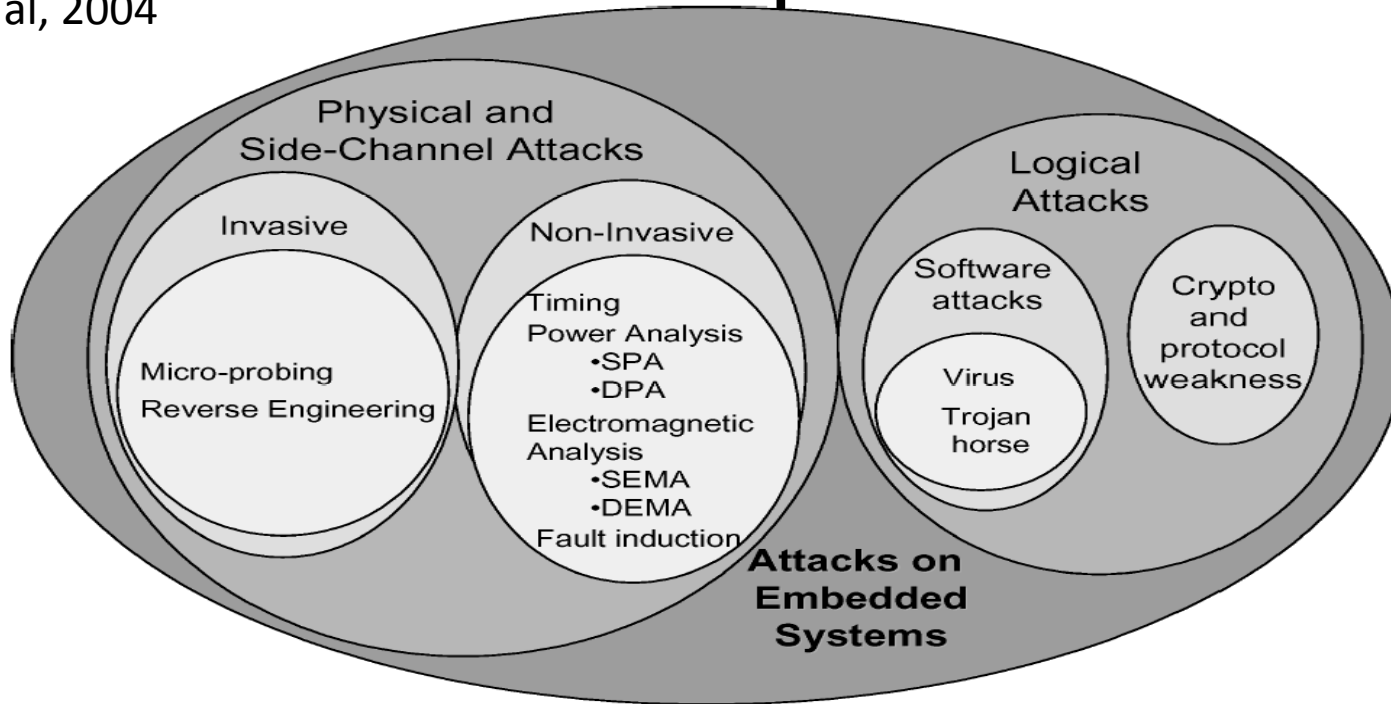 al, 2004
Physical and
Side-Channel Attacks
Invasive
Micro-probing
Reverse Engineering
Non-Invasive
Timing
Power Analysis
•SPA
•DPA
Electromagnetic
Analysis
•SEMA
•DEMA
Fault induction
Logical
Attacks
Software
attacks
Virus
Trojan
horse
Crypto
and
protocol
weakness
Attacks on
Embedded
Systems